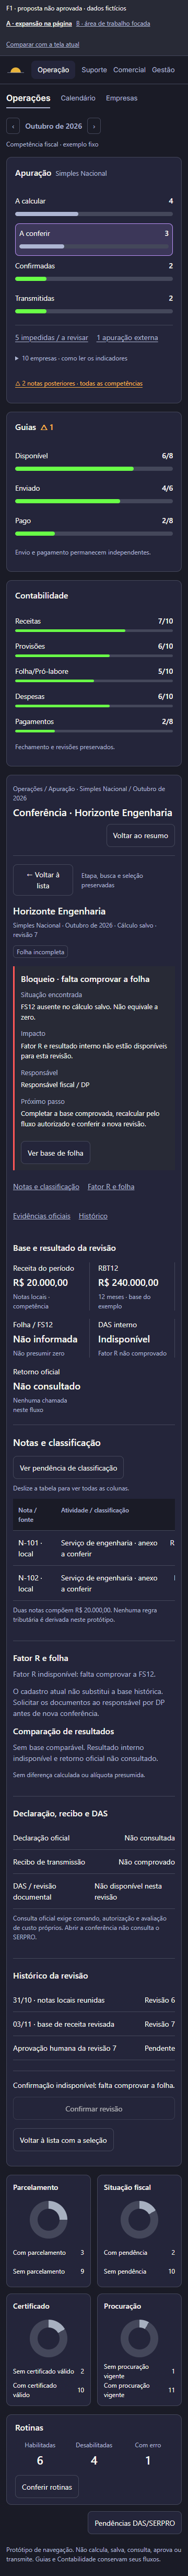 F1 · proposta não aprovada · dados fictícios
A · expansão na página B · área de trabalho focada
Comparar com a tela atual
Operação Suporte Comercial Gestão
Operações Calendário Empresas
‹ Outubro de 2026 ›
Competência fiscal · exemplo fixo
Apuração Simples Nacional
A calcular 4
A conferir 3
Confirmadas 2
Transmitidas 2
5 impedidas / a revisar 1 apuração externa
▸ 10 empresas · como ler os indicadores
⚠ 2 notas posteriores · todas as competências
Guias ⚠ 1
Disponível 6/8
Enviado 4/6
Pago 2/8
Envio e pagamento permanecem independentes.
Contabilidade
Receitas 7/10
Provisões 6/10
Folha/Pró-labore 5/10
Despesas 6/10
Pagamentos 2/8
Fechamento e revisões preservados.
Operações / Apuração · Simples Nacional / Outubro de
2026
Conferência · Horizonte Engenharia
Voltar ao resumo
← Voltar à
lista
Etapa, busca e seleção
preservadas
Horizonte Engenharia
Simples Nacional · Outubro de 2026 · Cálculo salvo ·
revisão 7
Folha incompleta
Bloqueio · falta comprovar a folha
Situação encontrada
FS12 ausente no cálculo salvo. Não equivale a
zero.
Impacto
Fator R e resultado interno não estão disponíveis
para esta revisão.
Responsável
Responsável fiscal / DP
Próximo passo
Completar a base comprovada, recalcular pelo
fluxo autorizado e conferir a nova revisão.
Ver base de folha
Notas e classificação Fator R e folha
Evidências oficiais Histórico
Base e resultado da revisão
Receita do período
R$ 20.000,00
Notas locais ·
competência
RBT12
R$ 240.000,00
12 meses · base do
exemplo
Folha / FS12
Não informada
Não presumir zero
DAS interno
Indisponível
Fator R não comprovado
Retorno oficial
Não consultado
Nenhuma chamada
neste fluxo
Notas e classificação
Ver pendência de classificação
Deslize a tabela para ver todas as colunas.
Nota /
fonte
Atividade / classificação
N-101 ·
local
Serviço de engenharia · anexo
a conferir
R
N-102 ·
local
Serviço de engenharia · anexo
a conferir
Duas notas compõem R$ 20.000,00. Nenhuma regra
tributária é derivada neste protótipo.
Fator R e folha
Fator R indisponível: falta comprovar a FS12.
O cadastro atual não substitui a base histórica.
Solicitar os documentos ao responsável por DP
antes de nova conferência.
Comparação de resultados
Sem base comparável. Resultado interno
indisponível e retorno oficial não consultado.
Sem diferença calculada ou alíquota presumida.
Declaração, recibo e DAS
Declaração oficial Não consultada
Recibo de transmissão Não comprovado
DAS / revisão
documental
Não disponível nesta
revisão
Consulta oficial exige comando, autorização e avaliação
de custo próprios. Abrir a conferência não consulta o
SERPRO.
Histórico da revisão
31/10 · notas locais reunidas Revisão 6
03/11 · base de receita revisada Revisão 7
Aprovação humana da revisão 7 Pendente
Confirmação indisponível: falta comprovar a folha.
Confirmar revisão
Voltar à lista com a seleção
Parcelamento
Com parcelamento 3
Sem parcelamento 9
Situação fiscal
Com pendência 2
Sem pendência 10
Certificado
Sem certificado válido 2
Com certificado
válido 10
Procuração
Sem procuração
vigente 1
Com procuração
vigente 11
Rotinas
Habilitadas Desabilitadas Com erro
6 4 1
Conferir rotinas
Pendências DAS/SERPRO
Protótipo de navegação. Não calcula, salva, consulta, aprova ou
transmite. Guias e Contabilidade conservam seus fluxos.